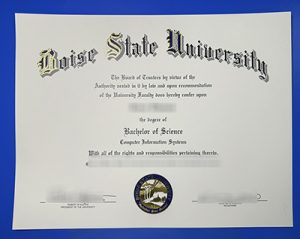 Boise State University
The Board of Trustees by virtue of the
Authority vested in it by law and upon recommendation
of the University Faculty does hereby confer upon
the degree of
Bachelor of Science
Computer Information Systems
With all of the rights and responsibilities pertaining thereto.